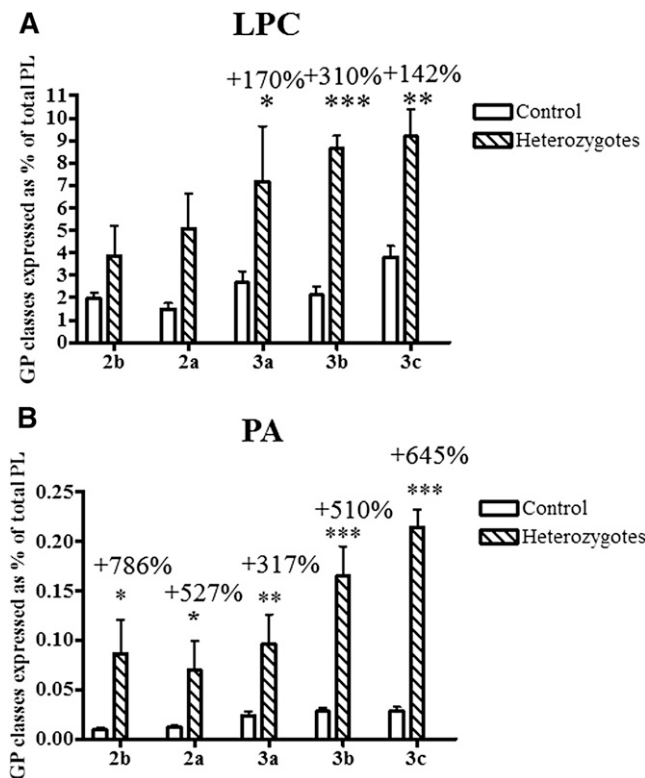 A
LPC
+170% +310% +142%
* *** **
Control
Heterozygotes
GP classes expressed as % of total PL
11
10
9
8
7
6
5
4
3
2
1
0
2b 2a 3a 3b 3c
B
PA
+645%
***
+510%
***
+786%
*
+527%
*
+317%
**
Control
Heterozygotes
GP classes expressed as % of total PL
0.25
0.20
0.15
0.10
0.05
0.00
2b 2a 3a 3b 3c